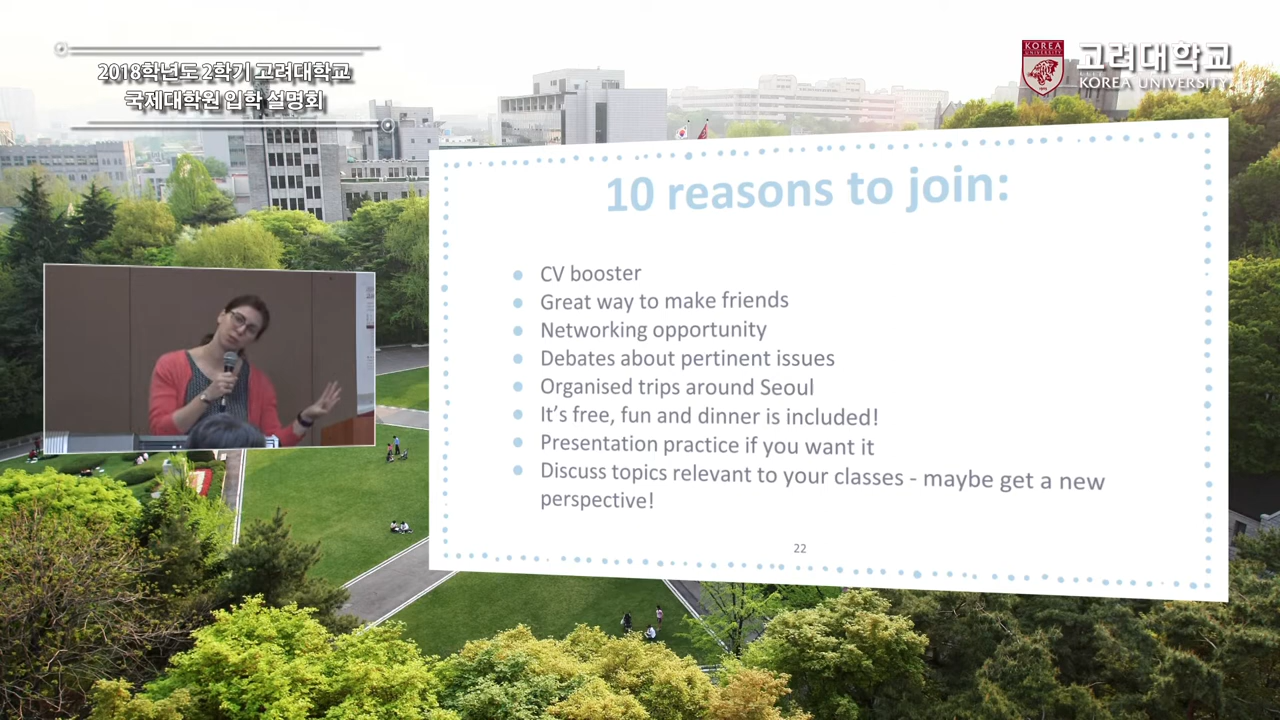 2018학년도 2학기 고려대학교
국제대학원 입학 설명회
KOREA
UNIVERSITY
고려대학교
KOREA UNIVERSITY
10 reasons to join:
CV booster
Great way to make friends
Networking opportunity
Debates about pertinent issues
Organised trips around Seoul
It's free, fun and dinner is included!
Presentation practice if you want it
Discuss topics relevant to your classes - maybe get a new
perspective!
22